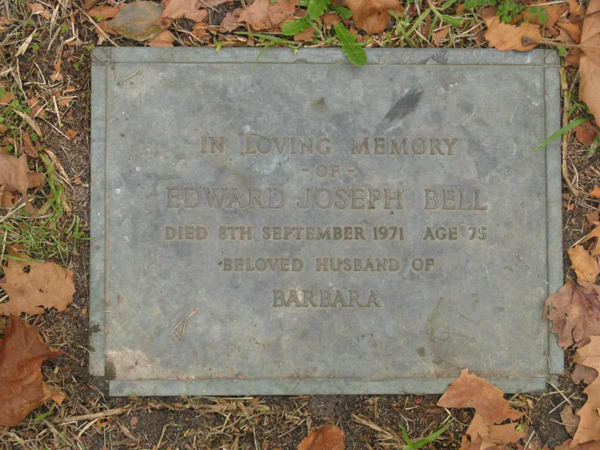 IN LOVING MEMORY
- OF -
EDWARD JOSEPH BELL
DIED 8TH SEPTEMBER 1971 AGE 75
BELOVED HUSBAND OF
BARBARA